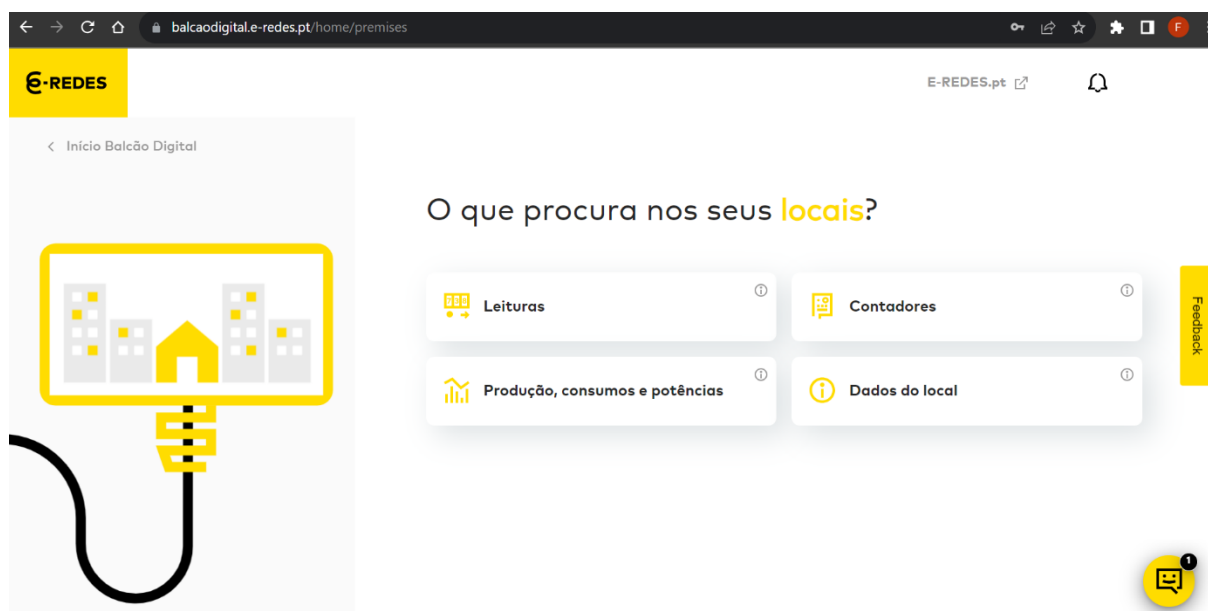 balcaodigital.e-redes.pt/home/premises
F
E-REDES
E-REDES.pt
Início Balcão Digital
O que procura nos seus locais?
Leituras
Contadores
Produção, consumos e potências
Dados do local
Feedback
1